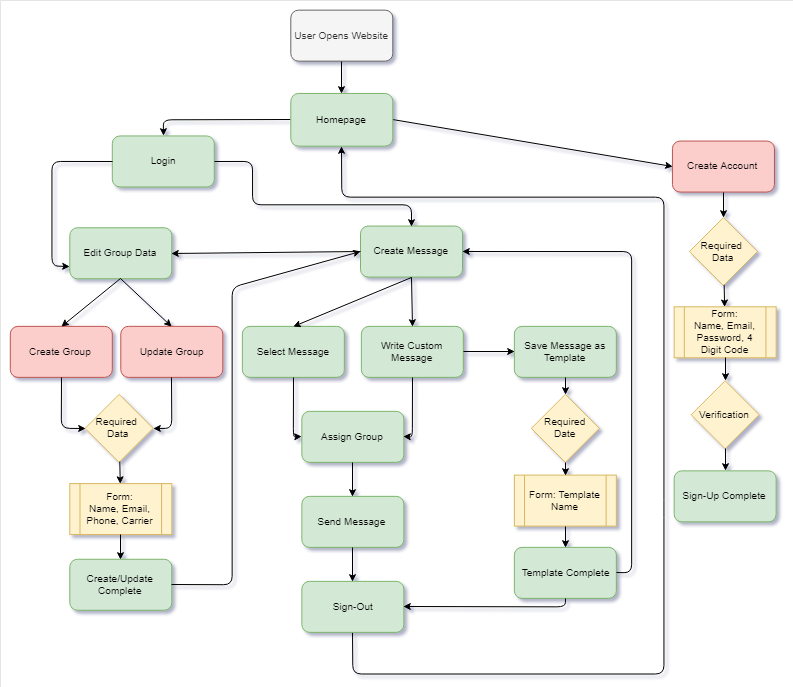 User Opens Website
Homepage
Login
Create Account
Edit Group Data
Create Message
Required
Data
Create Group
Update Group
Select Message
Write Custom
Message
Save Message as
Template
Form:
Name, Email,
Password, 4
Digit Code
Required
Data
Assign Group
Required
Date
Verification
Form:
Name, Email,
Phone, Carrier
Send Message
Form: Template
Name
Sign-Up Complete
Create/Update
Complete
Sign-Out
Template Complete